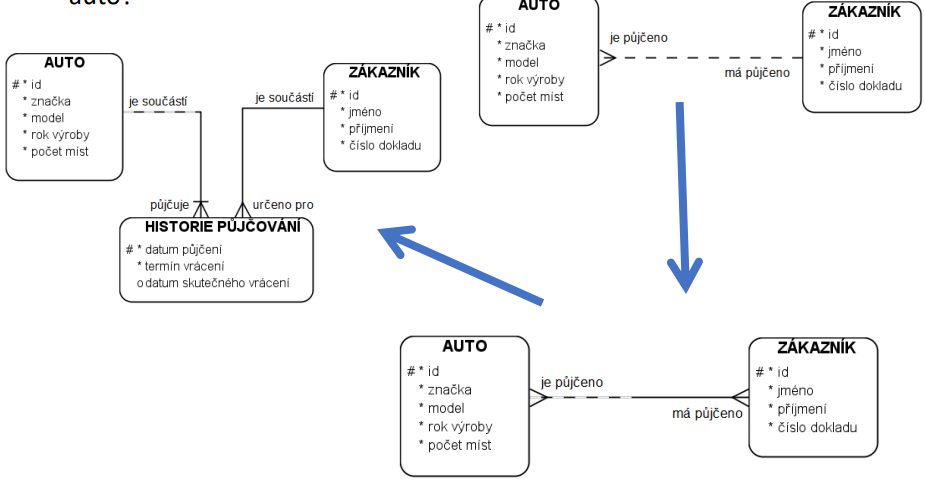 auto?
AUTO
# * id
* značka
* model
* rok výroby
* počet míst
je půjčeno
má půjčeno
ZÁKAZNÍK
# * id
* jméno
* příjmení
* číslo dokladu
AUTO
# * id
* značka
* model
* rok výroby
* počet míst
je součástí
je součástí
ZÁKAZNÍK
# * id
* jméno
* příjmení
* číslo dokladu
půjčuje
určeno pro
HISTORIE PŮJČOVÁNÍ
# * datum půjčení
* termín vrácení
o datum skutečného vrácení
AUTO
# * id
* značka
* model
* rok výroby
* počet míst
je půjčeno
má půjčeno
ZÁKAZNÍK
# * id
* jméno
* příjmení
* číslo dokladu